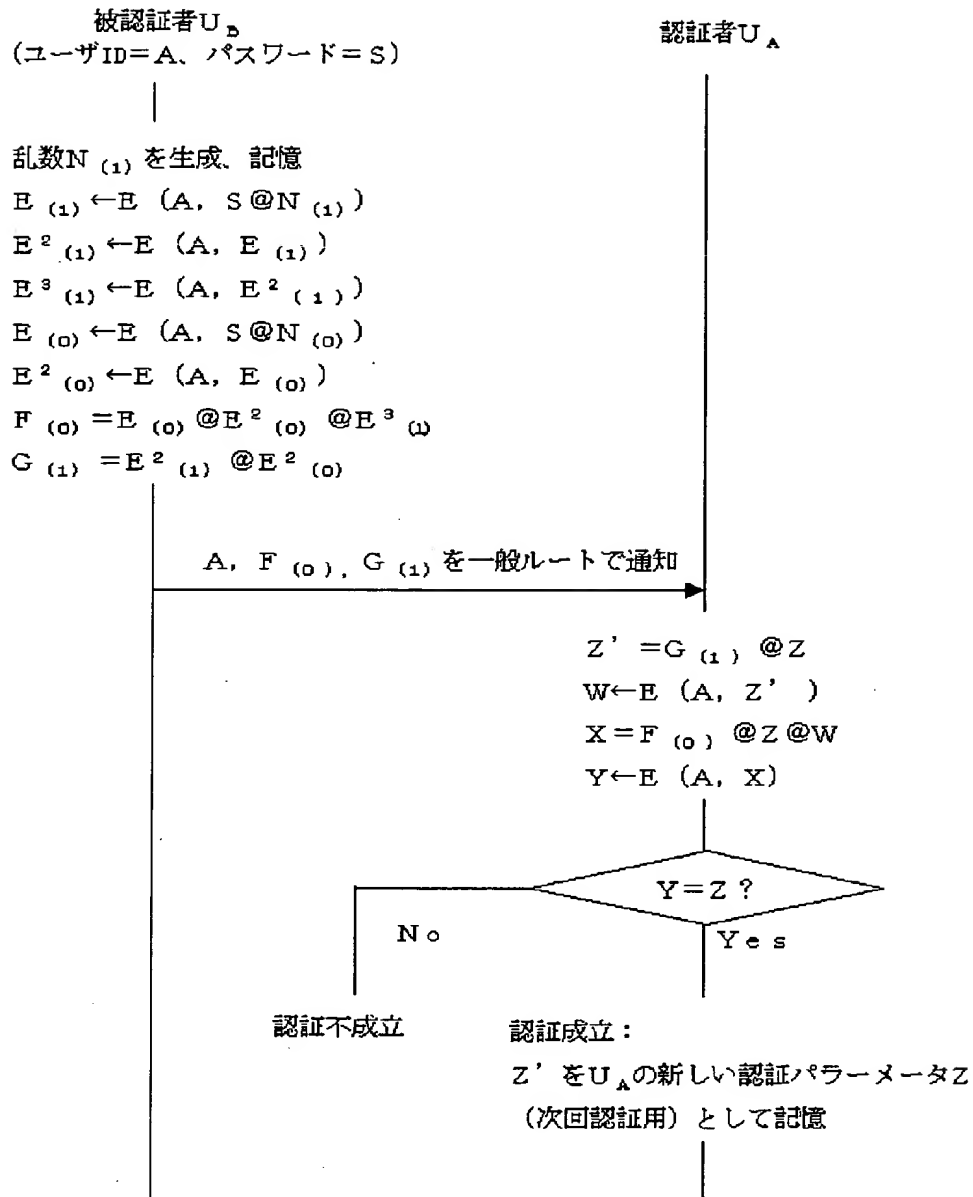 被認証者U_B
(ユーザID=A、パスワード=S)
認証者U_A
乱数N_(1)を生成、記憶
E_(1)←E(A, S@N_(1))
E²_(1)←E(A, E_(1))
E³_(1)←E(A, E²_(1))
E_(0)←E(A, S@N_(0))
E²_(0)←E(A, E_(0))
F_(0)=E_(0)@E²_(0)@E³_(1)
G_(1)=E²_(1)@E²_(0)
A, F_(0), G_(1)を一般ルートで通知
Z'=G_(1)@Z
W←E(A, Z')
X=F_(0)@Z@W
Y←E(A, X)
Y=Z?
No
Yes
認証不成立
認証成立:
Z'をU_Aの新しい認証パラーメータZ
(次回認証用)として記憶